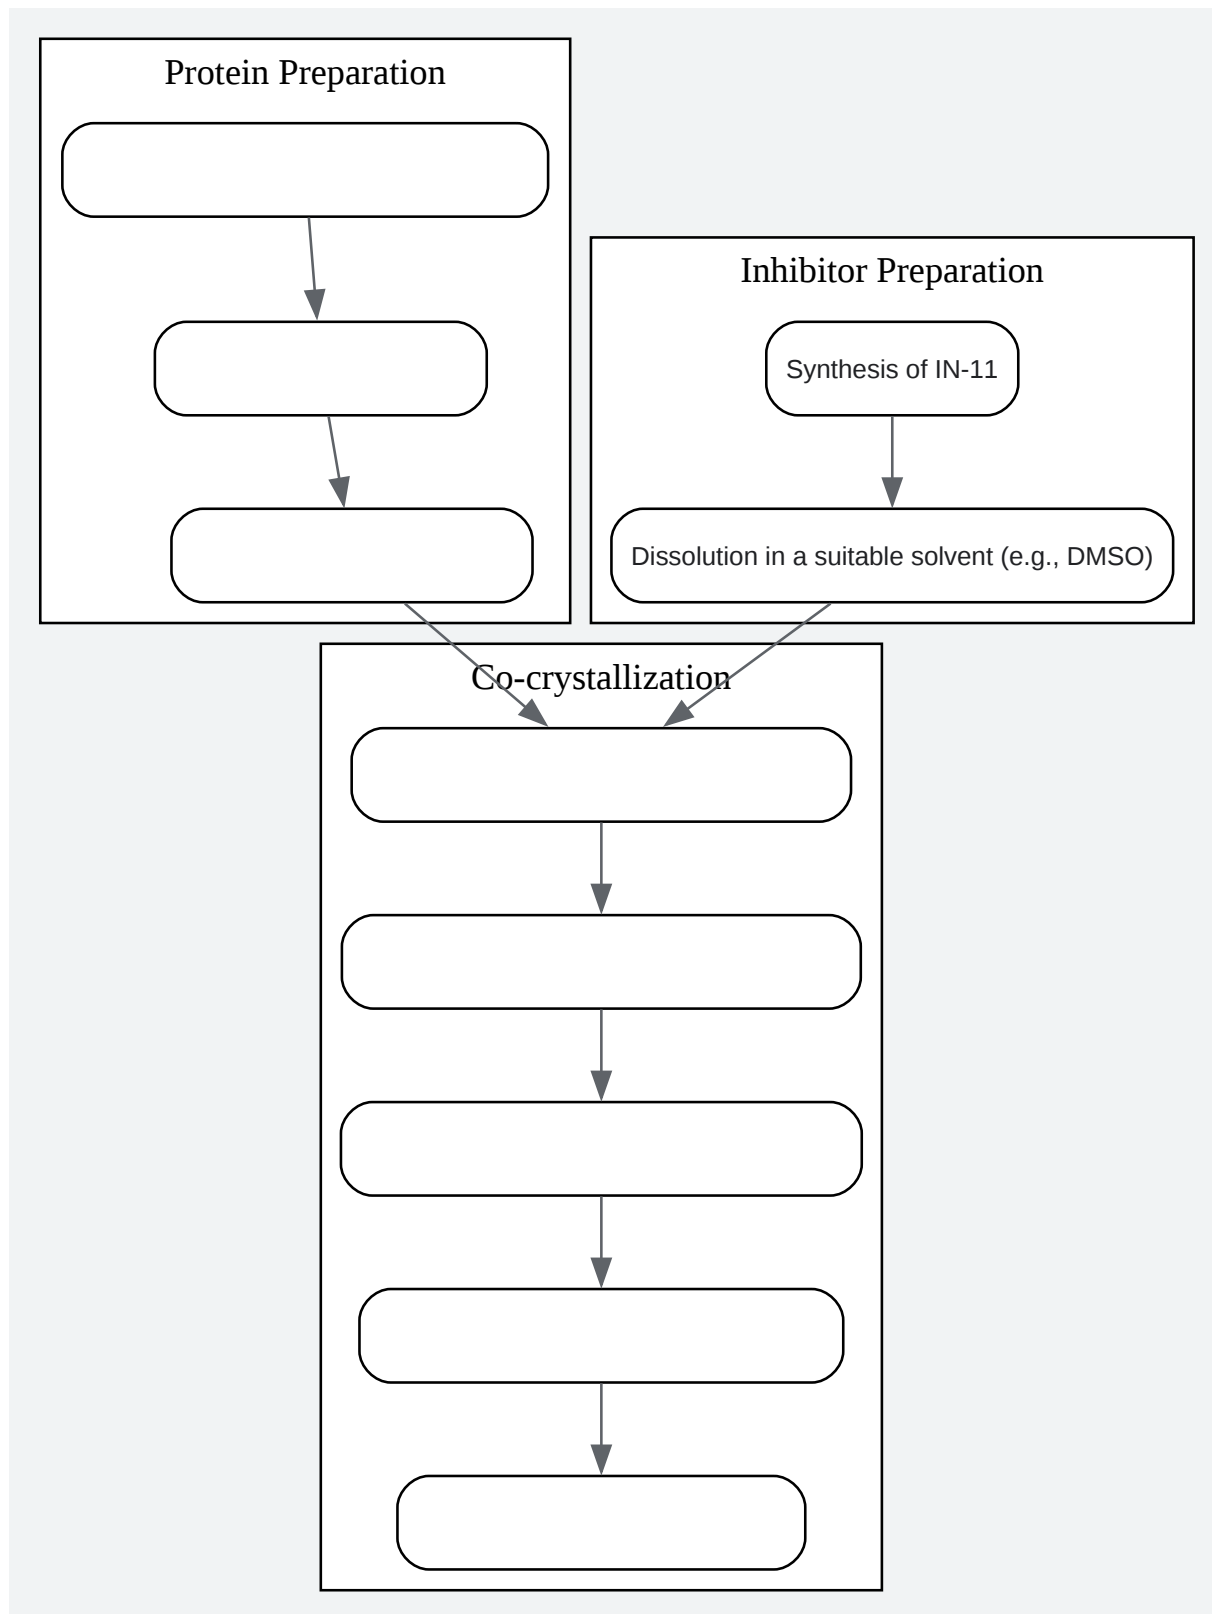 Protein Preparation
Inhibitor Preparation
Synthesis of IN-11
Dissolution in a suitable solvent (e.g., DMSO)
Co-crystallization